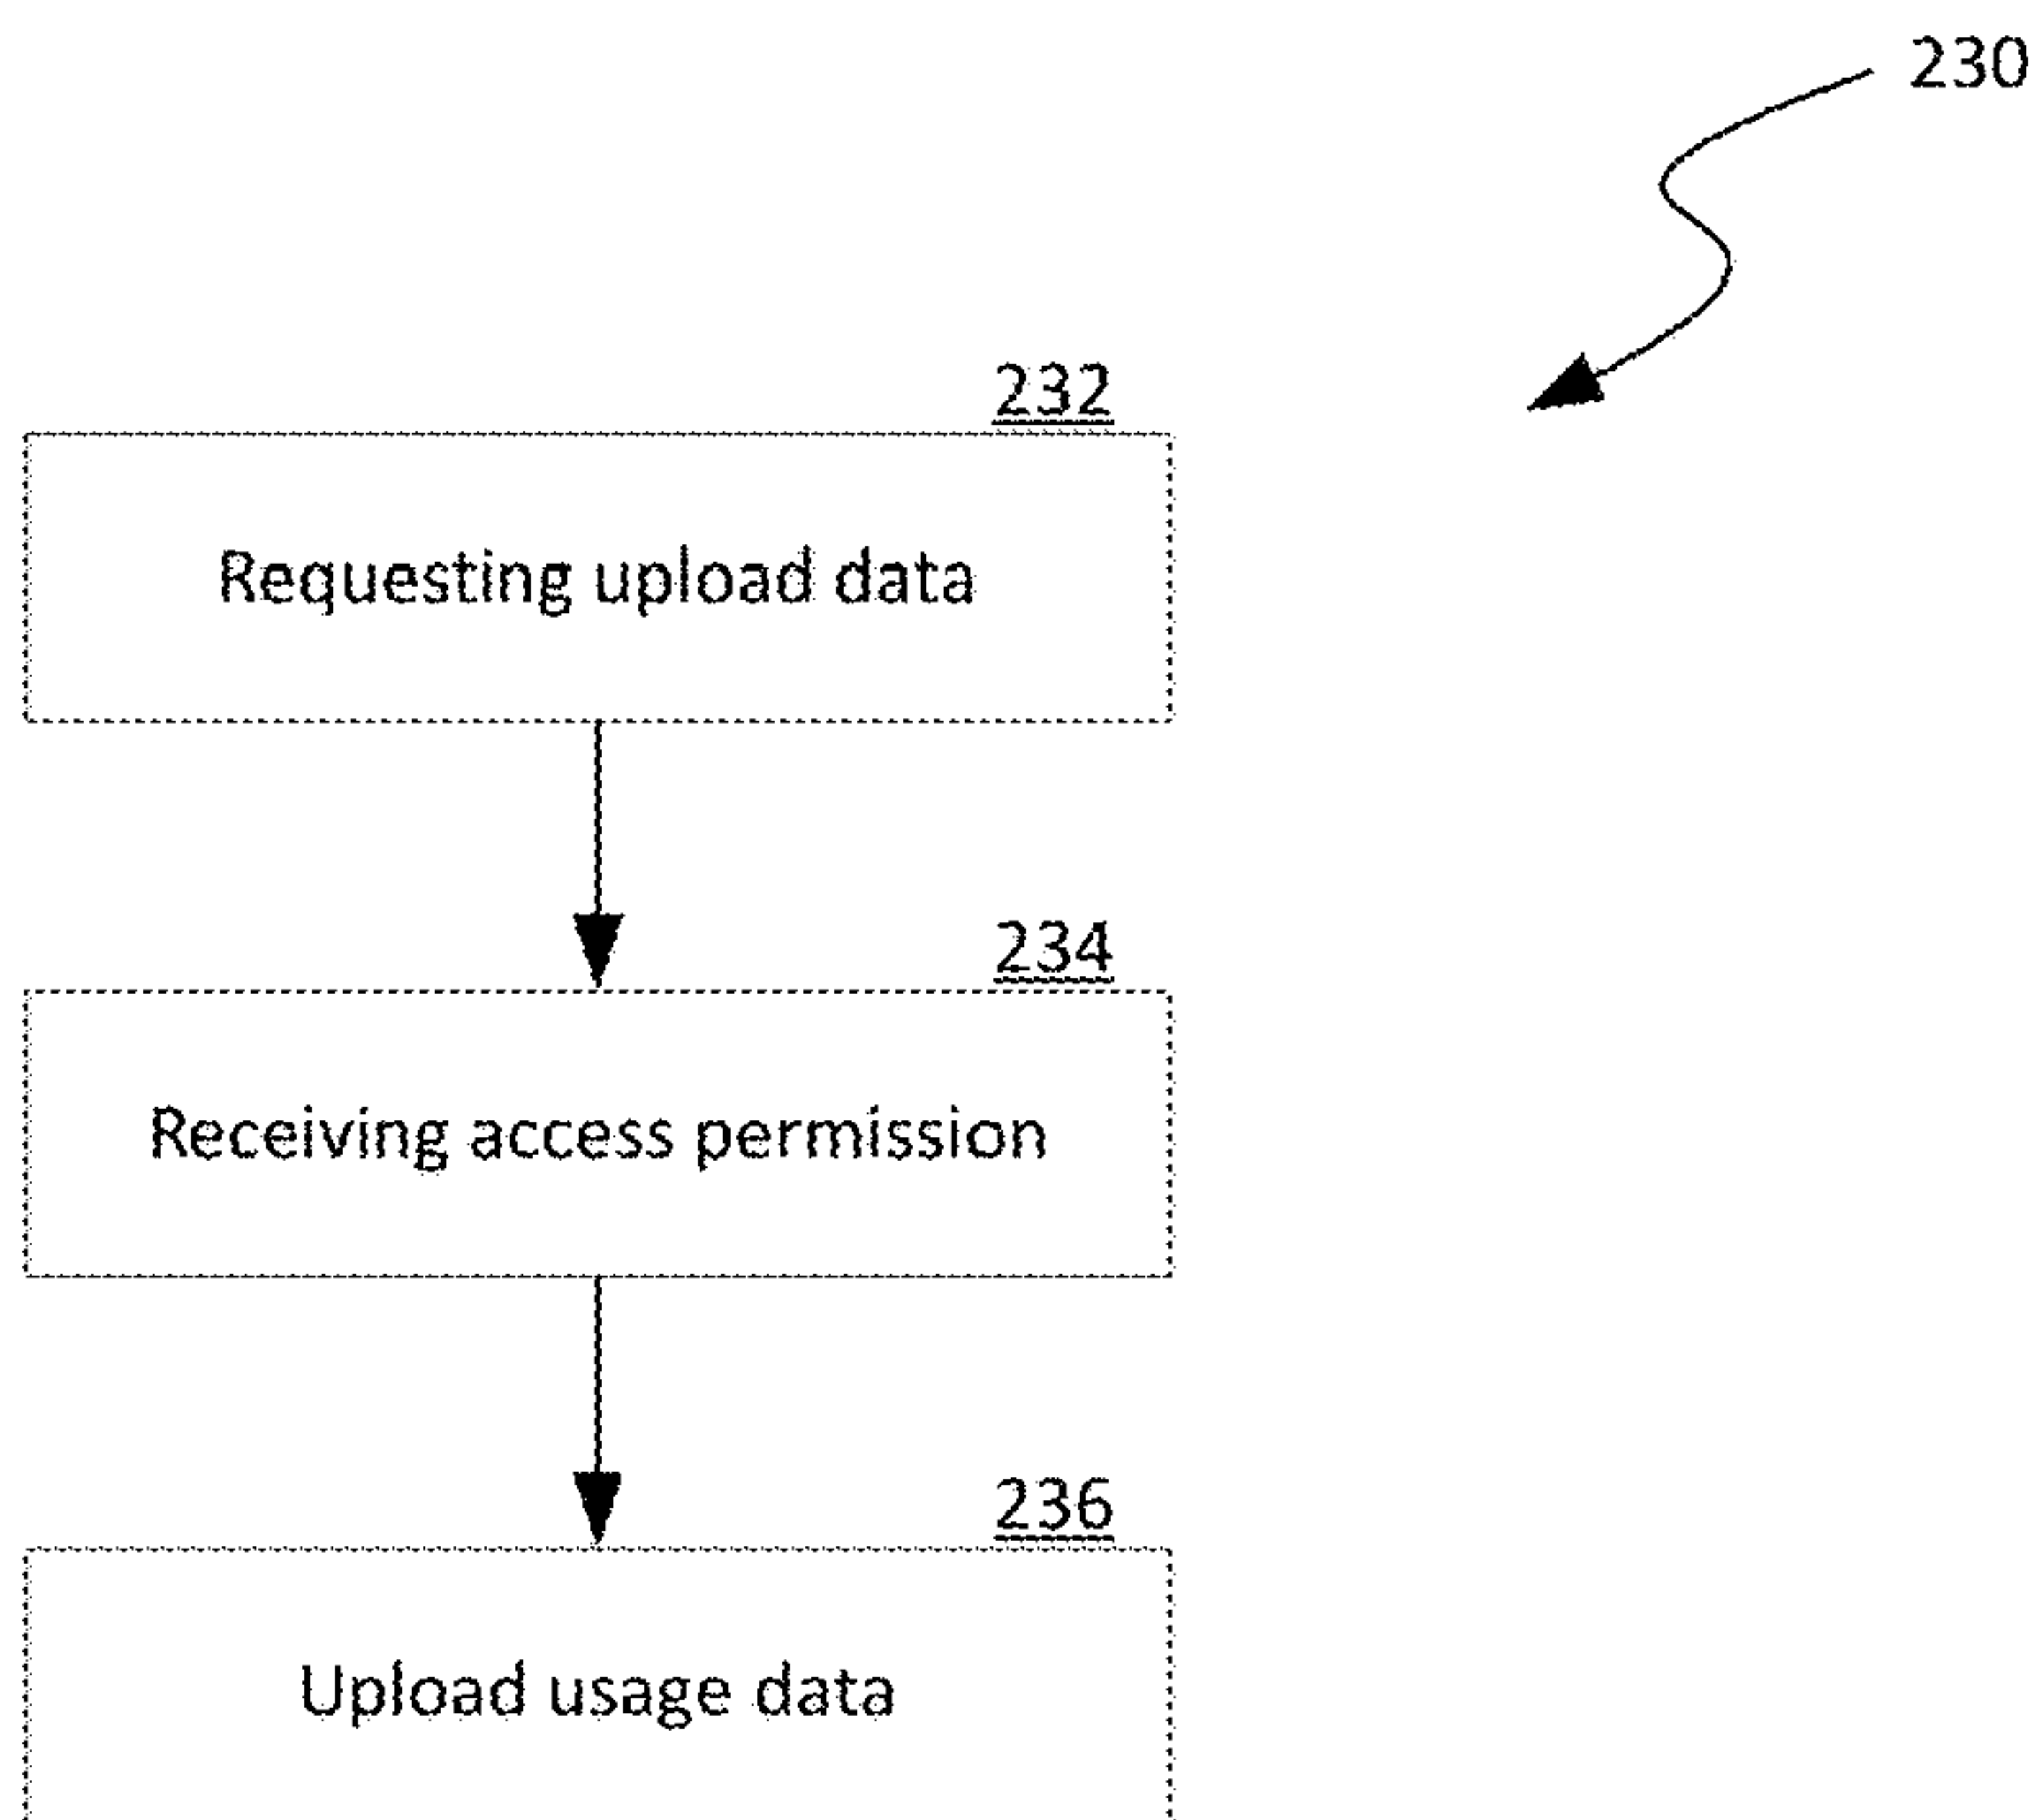 230
232
Requesting upload data
234
Receiving access permission
236
Upload usage data